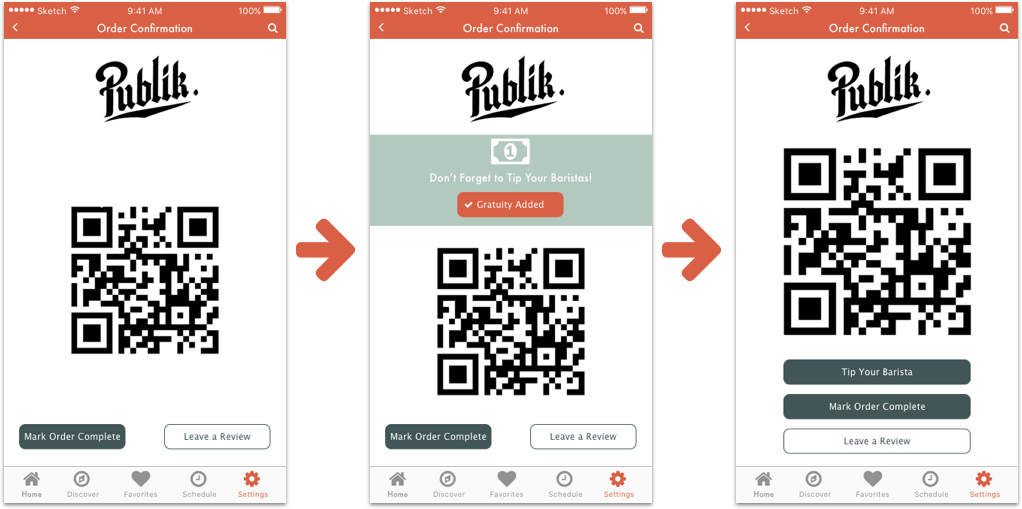 Sketch 9:41 AM 100%
Order Confirmation
Publik.
Mark Order Complete Leave a Review
Home Discover Favorites Schedule Settings
Sketch 9:41 AM 100%
Order Confirmation
Publik.
1
Don't Forget to Tip Your Baristas!
Gratuity Added
Mark Order Complete Leave a Review
Home Discover Favorites Schedule Settings
Sketch 9:41 AM 100%
Order Confirmation
Publik.
Tip Your Barista
Mark Order Complete
Leave a Review
Home Discover Favorites Schedule Settings